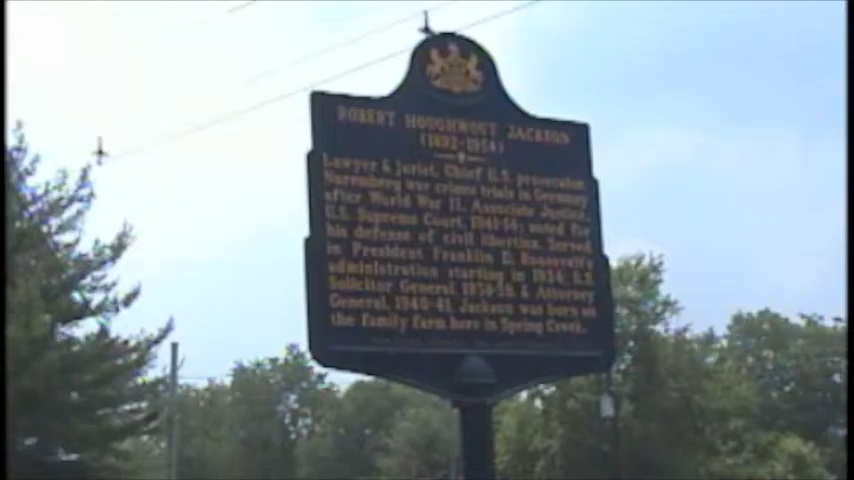 ROBERT HOUGHWOUT JACKSON
(1892-1954)
Lawyer & jurist. Chief U.S. prosecutor,
Nuremberg war crimes trials in Germany
after World War II. Associate Justice,
U.S. Supreme Court, 1941-54; noted for
his defense of civil liberties. Served
in President Franklin D. Roosevelt's
administration starting in 1934; U.S.
Solicitor General, 1938-39, & Attorney
General, 1940-41. Jackson was born on
the family farm here in Spring Creek.